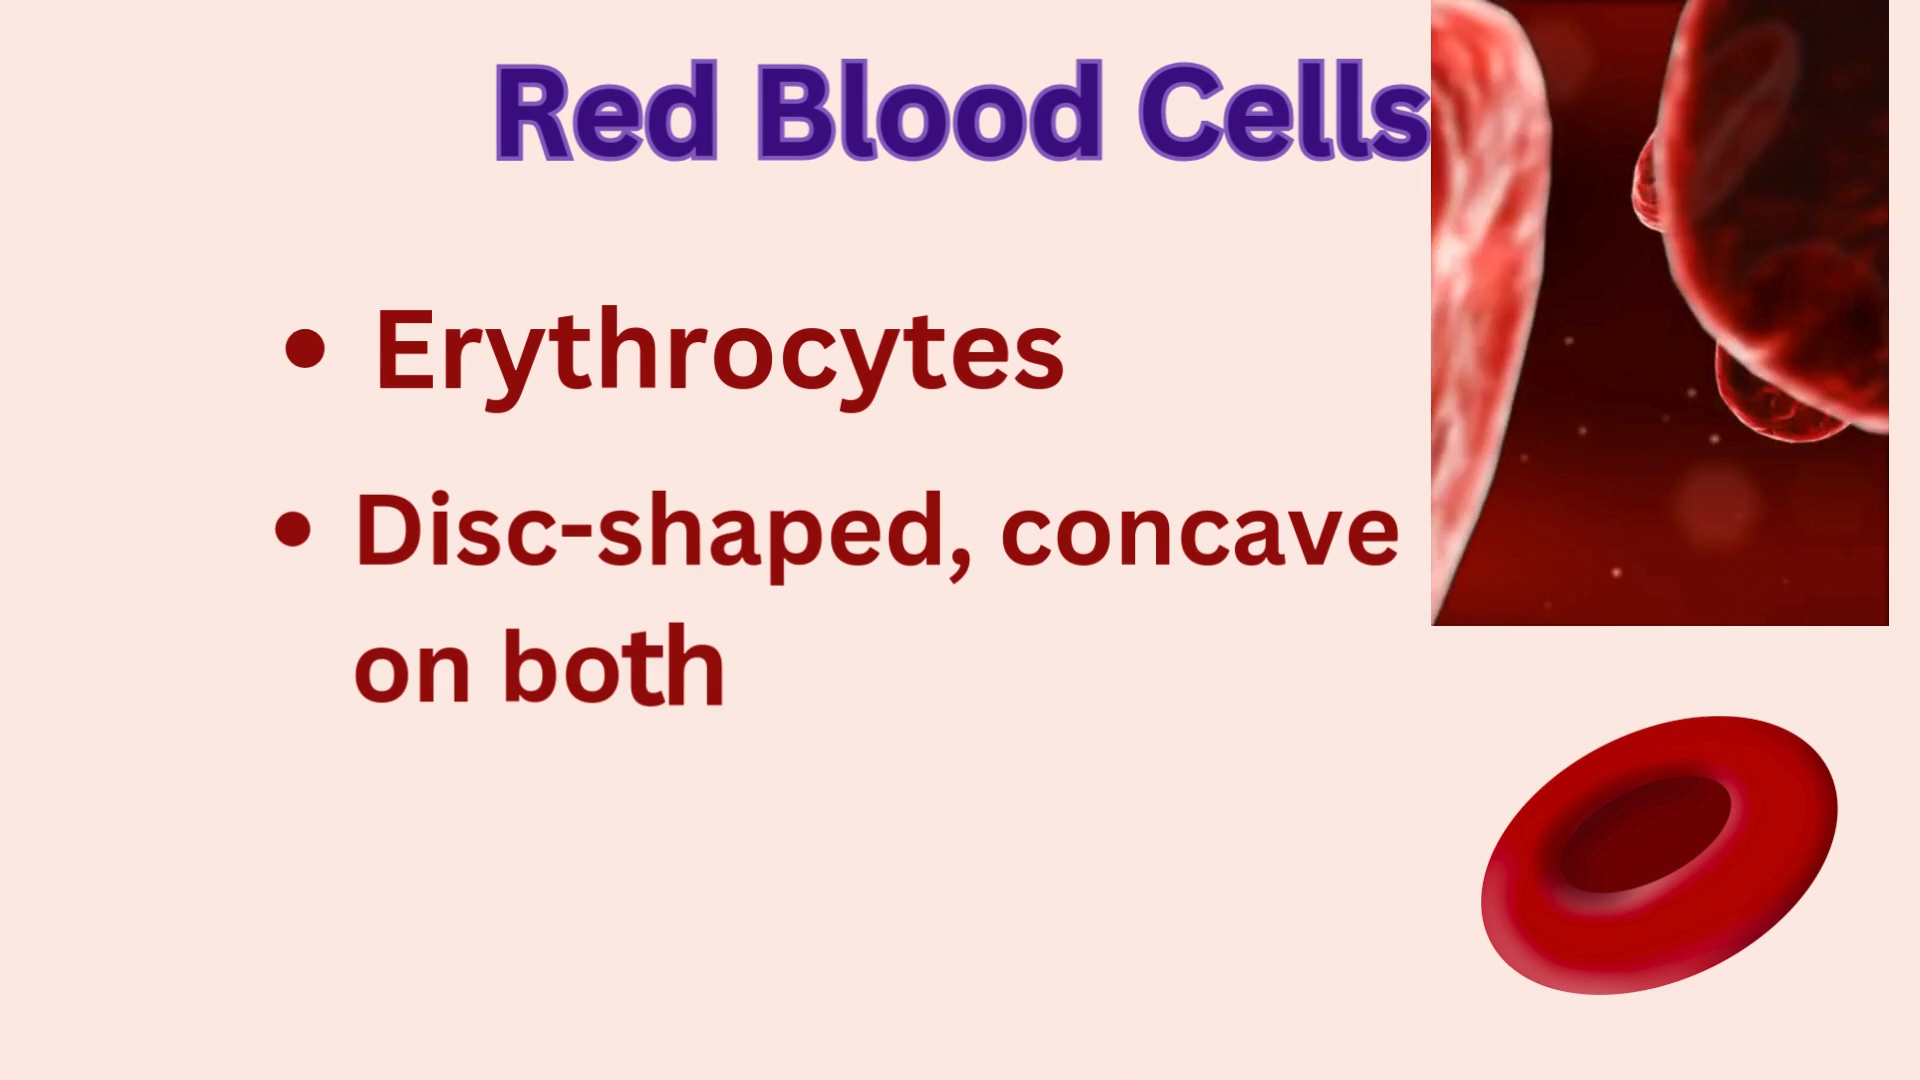 Red Blood Cells
• Erythrocytes
• Disc-shaped, concave
on both